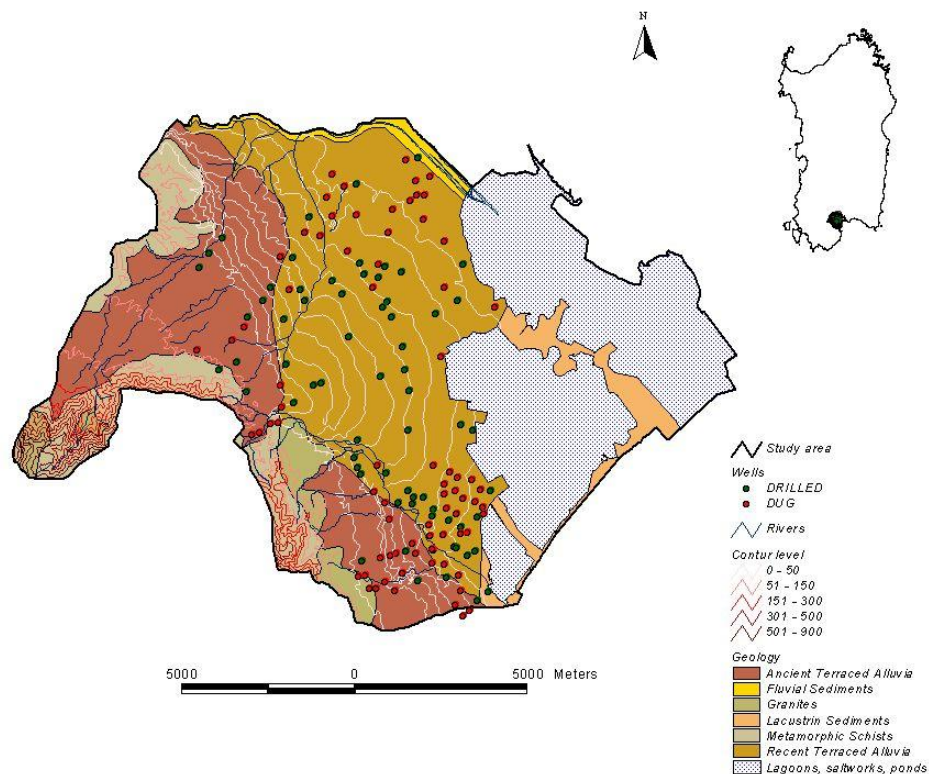 N
Study area
Wells
DRILLED
DUG
Rivers
Contur level
0 - 50
51 - 150
151 - 300
301 - 500
501 - 900
Geology
Ancient Terraced Alluvia
Fluvial Sediments
Granites
Lacustrin Sediments
Metamorphic Schists
Recent Terraced Alluvia
Lagoons, saltworks, ponds
5000 0 5000 Meters